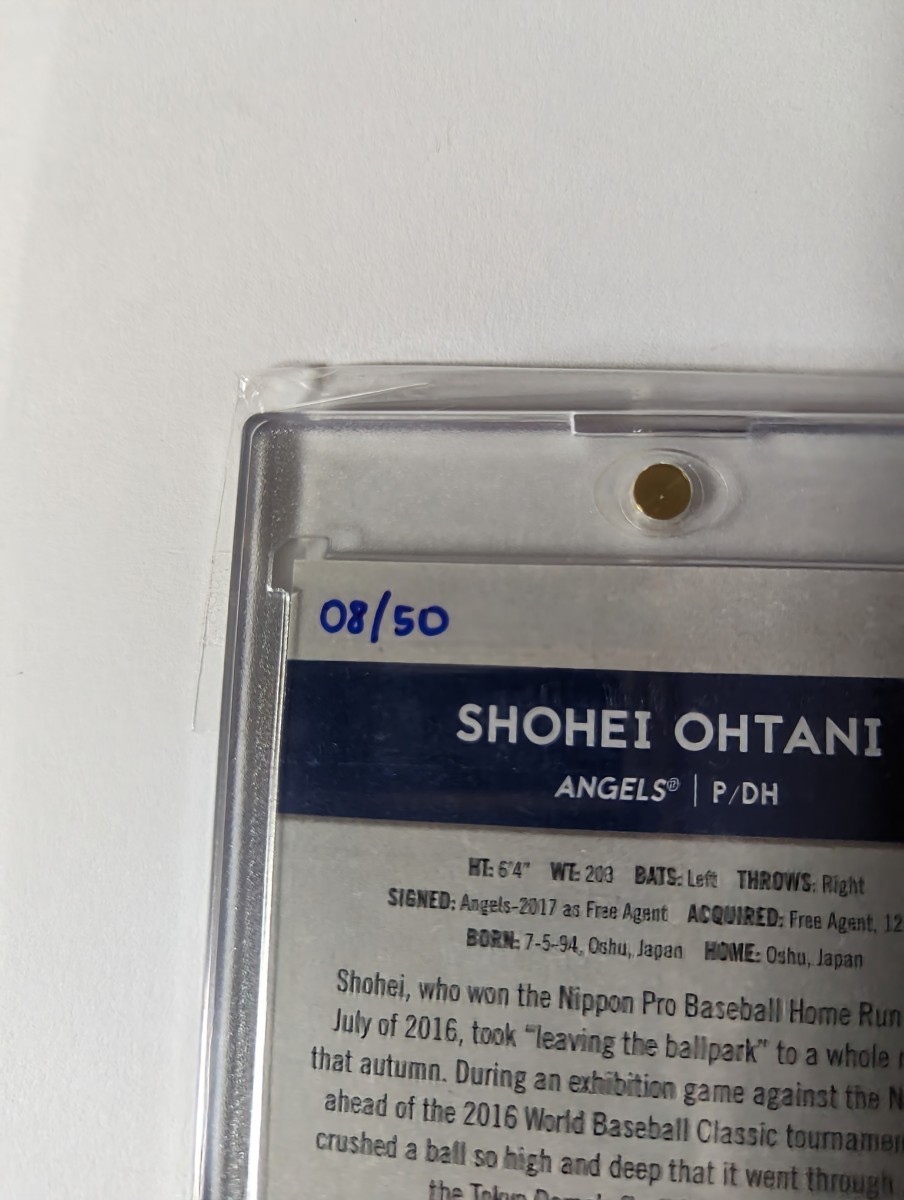 08/50
SHOHEI OHTANI
ANGELS® | P/DH
HT: 6'4" WT: 203 BATS: Left THROWS: Right
SIGNED: Angels-2017 as Free Agent ACQUIRED: Free Agent, 12
BORN: 7-5-94, Oshu, Japan HOME: Oshu, Japan
Shohei, who won the Nippon Pro Baseball Home Run
July of 2016, took "leaving the ballpark" to a whole
that autumn. During an exhibition game against the N
ahead of the 2016 World Baseball Classic tournamen
crushed a ball so high and deep that it went through
the Tokyo